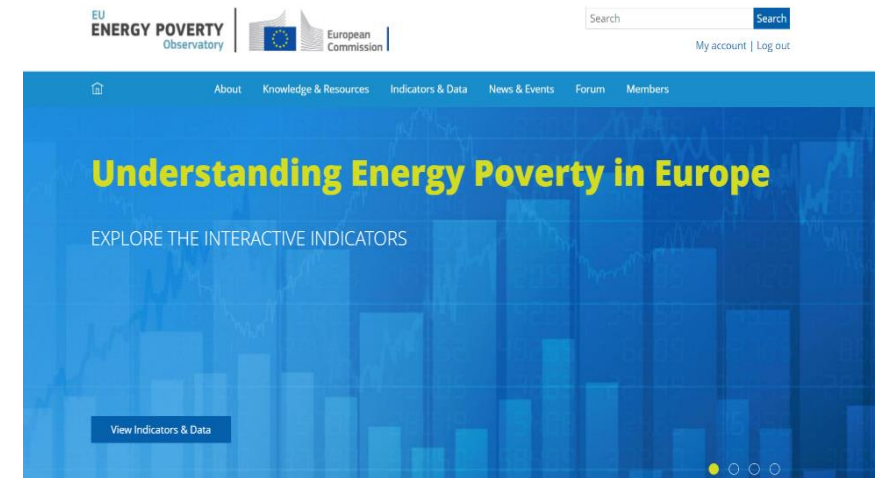 EU
ENERGY POVERTY
Observatory
European
Commission
Search
Search
My account | Log out
About
Knowledge & Resources
Indicators & Data
News & Events
Forum
Members
Understanding Energy Poverty in Europe
EXPLORE THE INTERACTIVE INDICATORS
View Indicators & Data